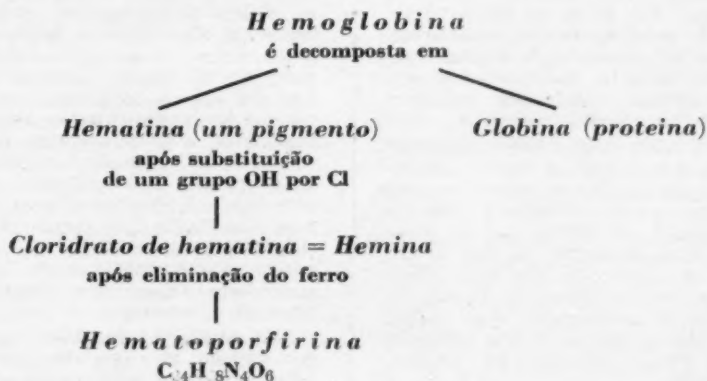 Hemoglobina
é decomposta em
Hematina (um pigmento) Globina (proteina)
após substituição
de um grupo OH por Cl
Cloridrato de hematina = Hemina
após eliminação do ferro
Hematoporfirina